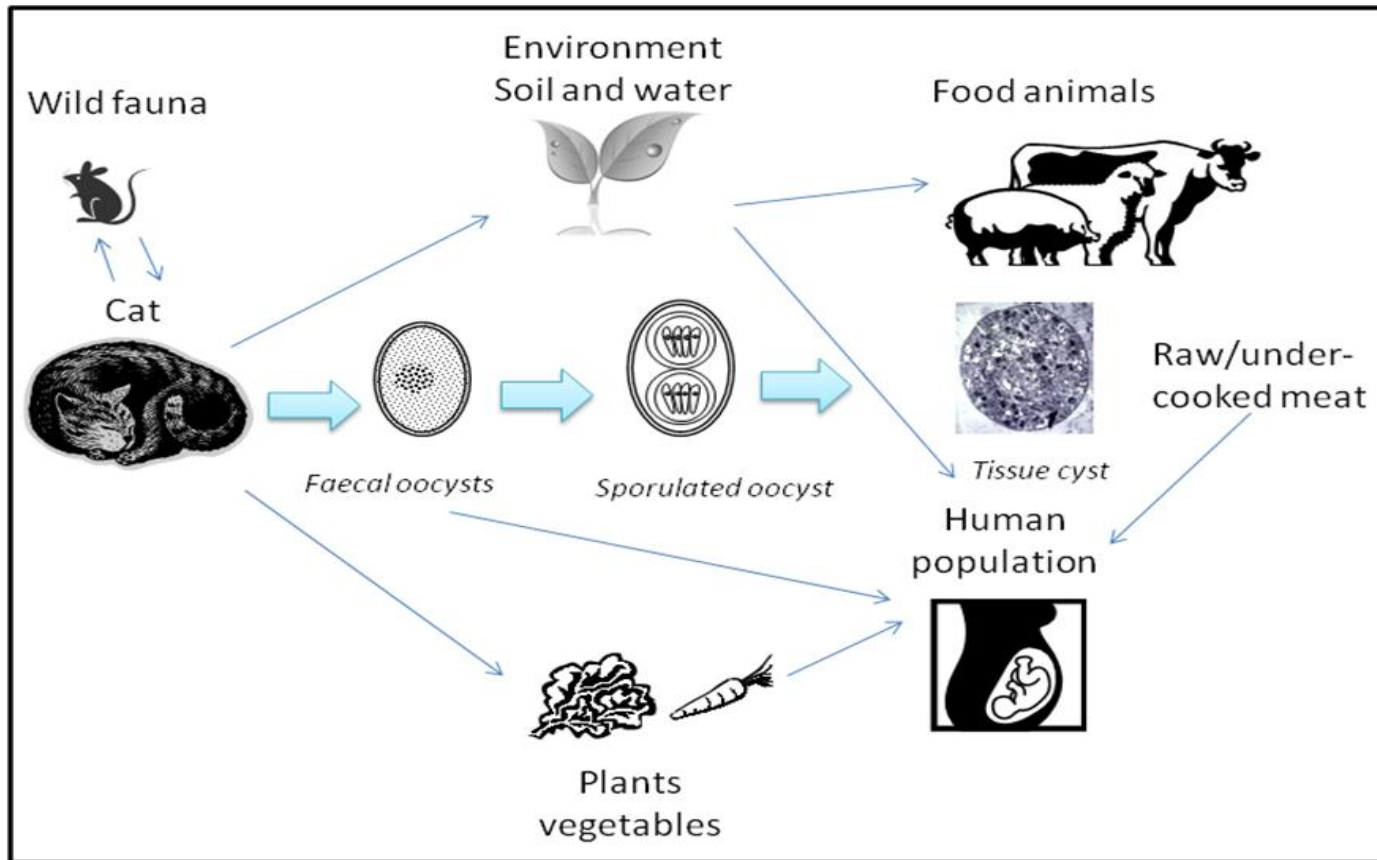 Wild fauna
Environment
Soil and water
Food animals
Cat
Raw/under-
cooked meat
Faecal oocysts
Sporulated oocyst
Tissue cyst
Human
population
Plants
vegetables